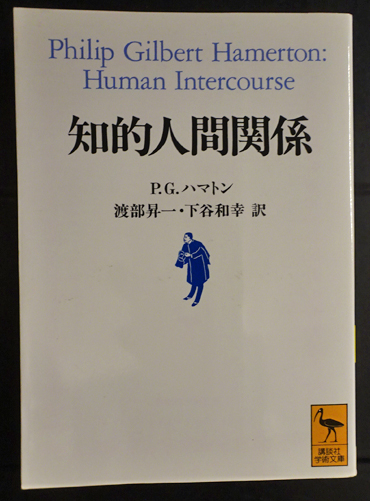 Philip Gilbert Hamerton:
Human Intercourse
知的人間関係
P.G.ハマトン
渡部昇一・下谷和幸 訳
講談社
学術文庫